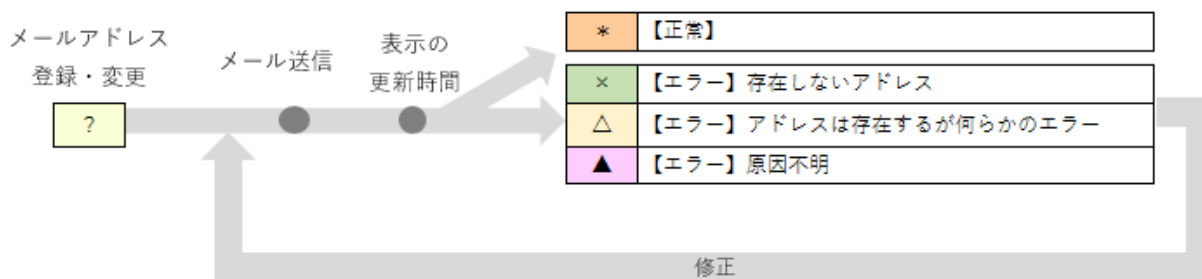 メールアドレス
登録・変更
?
メール送信
表示の
更新時間
* 【正常】
× 【エラー】存在しないアドレス
△ 【エラー】アドレスは存在するが何らかのエラー
▲ 【エラー】原因不明
修正